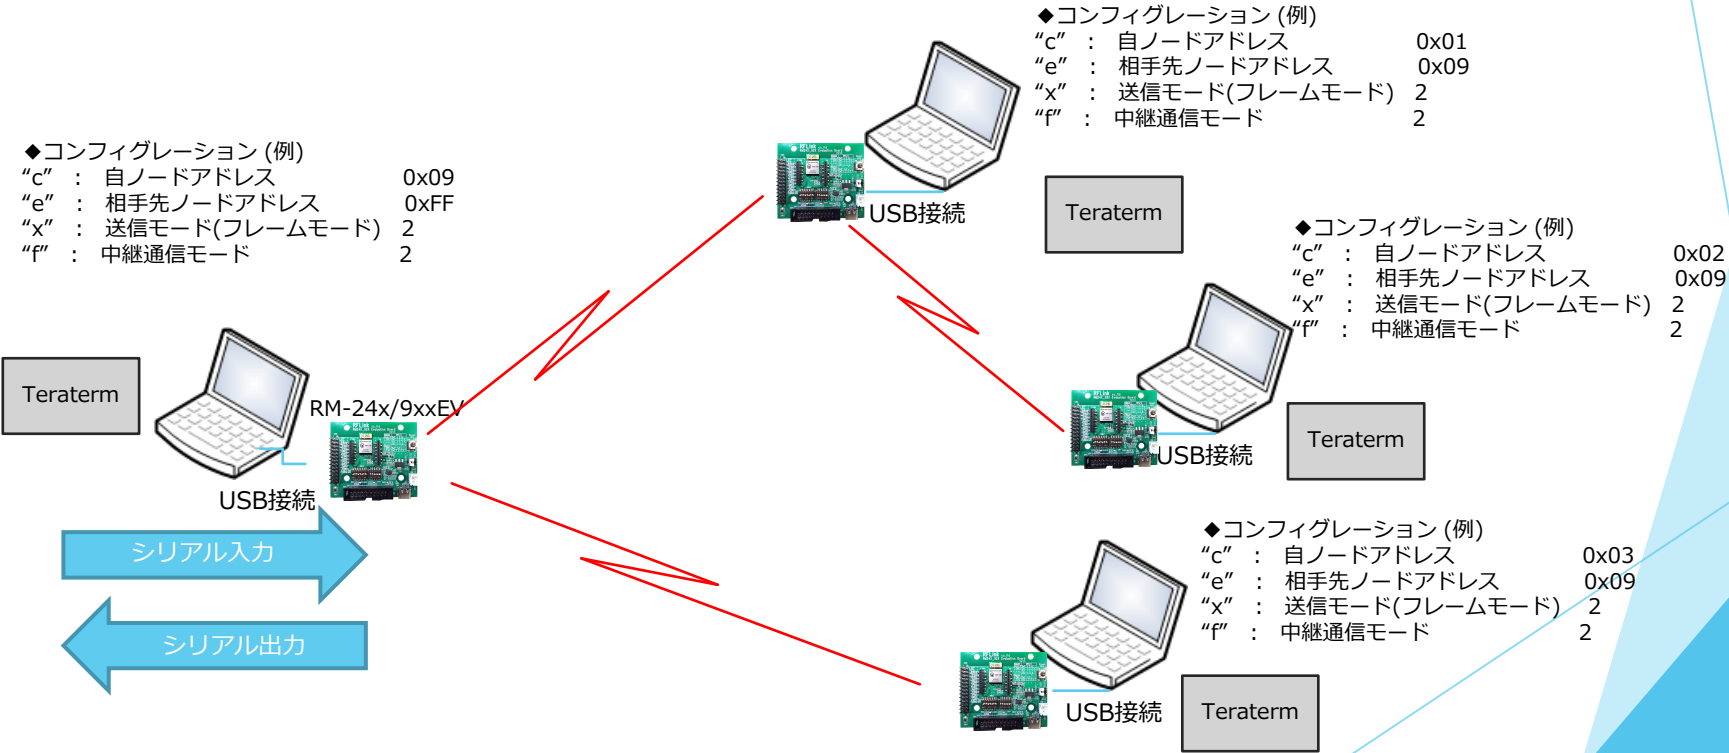 ◆コンフィグレーション (例)
“c” : 自ノードアドレス 0x01
“e” : 相手先ノードアドレス 0x09
“x” : 送信モード(フレームモード) 2
“f” : 中継通信モード 2
◆コンフィグレーション (例)
“c” : 自ノードアドレス 0x09
“e” : 相手先ノードアドレス 0xFF
“x” : 送信モード(フレームモード) 2
“f” : 中継通信モード 2
RFLink
USB接続
Teraterm
◆コンフィグレーション (例)
“c” : 自ノードアドレス 0x02
“e” : 相手先ノードアドレス 0x09
“x” : 送信モード(フレームモード) 2
“f” : 中継通信モード 2
Teraterm
RM-24x/9xxEV
RFLink
USB接続
RFLink
USB接続
Teraterm
シリアル入力
シリアル出力
◆コンフィグレーション (例)
“c” : 自ノードアドレス 0x03
“e” : 相手先ノードアドレス 0x09
“x” : 送信モード(フレームモード) 2
“f” : 中継通信モード 2
RFLink
USB接続
Teraterm